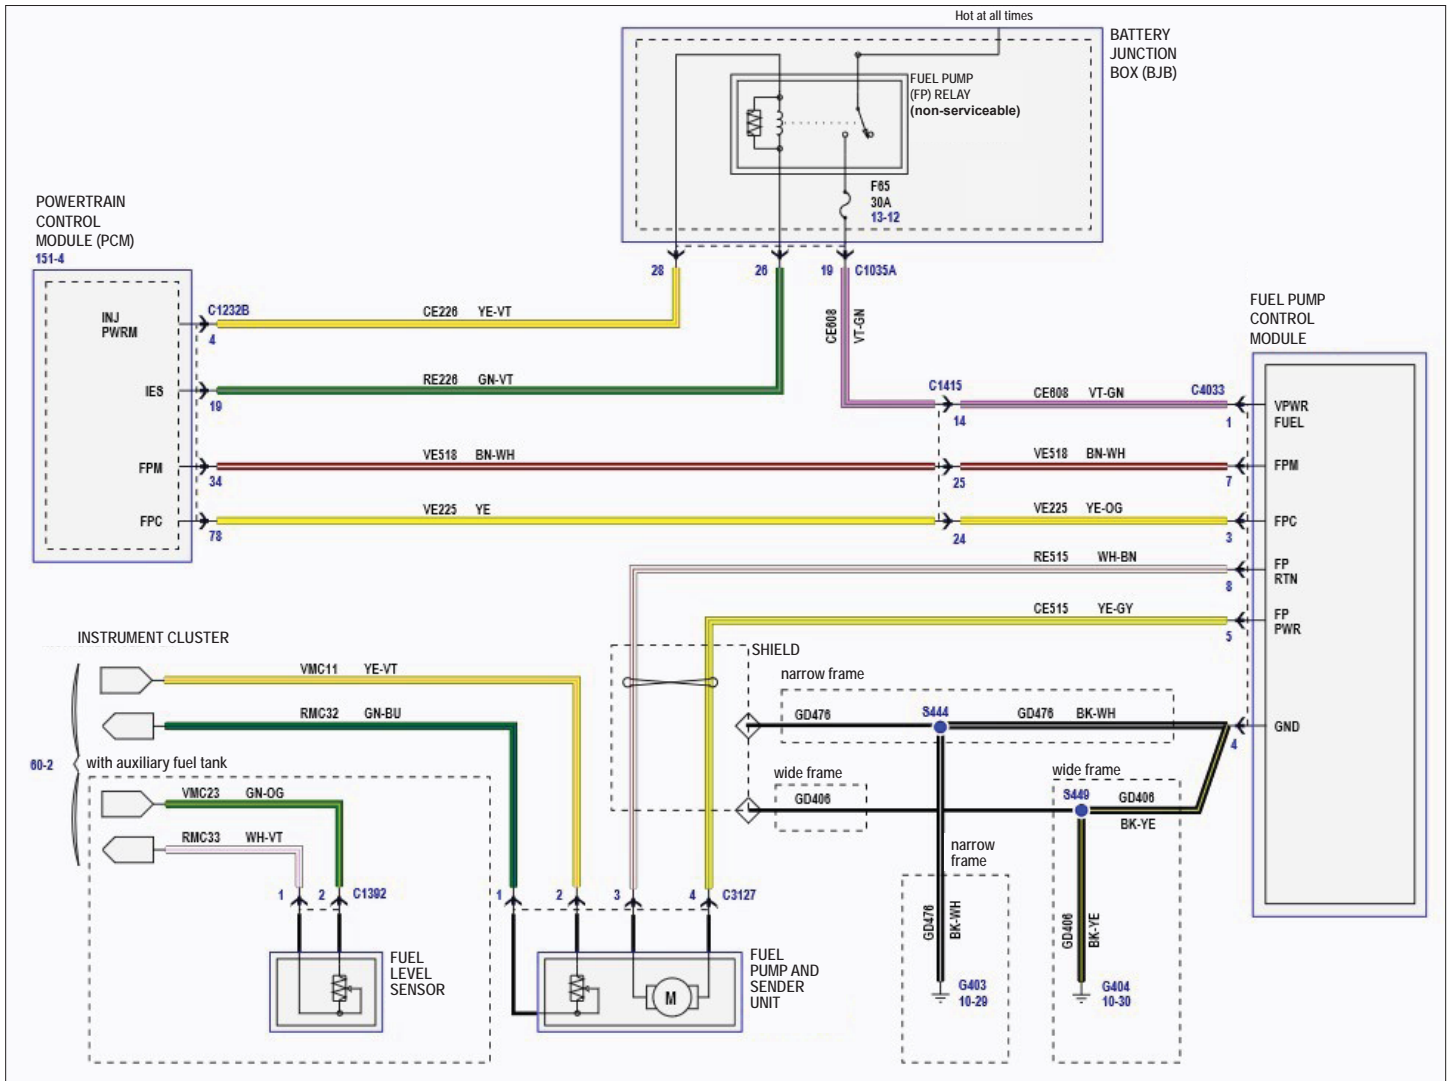 Hot at all times
BATTERY
JUNCTION
BOX (BJB)
FUEL PUMP
(FP) RELAY
(non-serviceable)
F65
30A
13-12
28
26
19
C1035A
POWERTRAIN
CONTROL
MODULE (PCM)
151-4
INJ
PWRM
C1232B
4
CE226 YE-VT
IES
19
RE226 GN-VT
FPM
34
VE518 BN-WH
FPC
78
VE225 YE
CE608
VT-GN
C1415
14
CE608 VT-GN
C4033
1
25
VE518 BN-WH
7
24
VE225 YE-OG
3
RE515 WH-BN
8
CE515 YE-GY
5
FUEL PUMP
CONTROL
MODULE
VPWR
FUEL
FPM
FPC
FP
RTN
FP
PWR
GND
4
INSTRUMENT CLUSTER
VMC11 YE-VT
RMC32 GN-BU
60-2
with auxiliary fuel tank
VMC23 GN-OG
RMC33 WH-VT
1
2
C1392
FUEL
LEVEL
SENSOR
SHIELD
narrow frame
GD476
S444
GD476 BK-WH
wide frame
GD406
wide frame
S449
GD406
BK-YE
narrow
frame
GD476
BK-WH
G403
10-29
GD406
BK-YE
G404
10-30
1
2
3
4
C3127
M
FUEL
PUMP AND
SENDER
UNIT